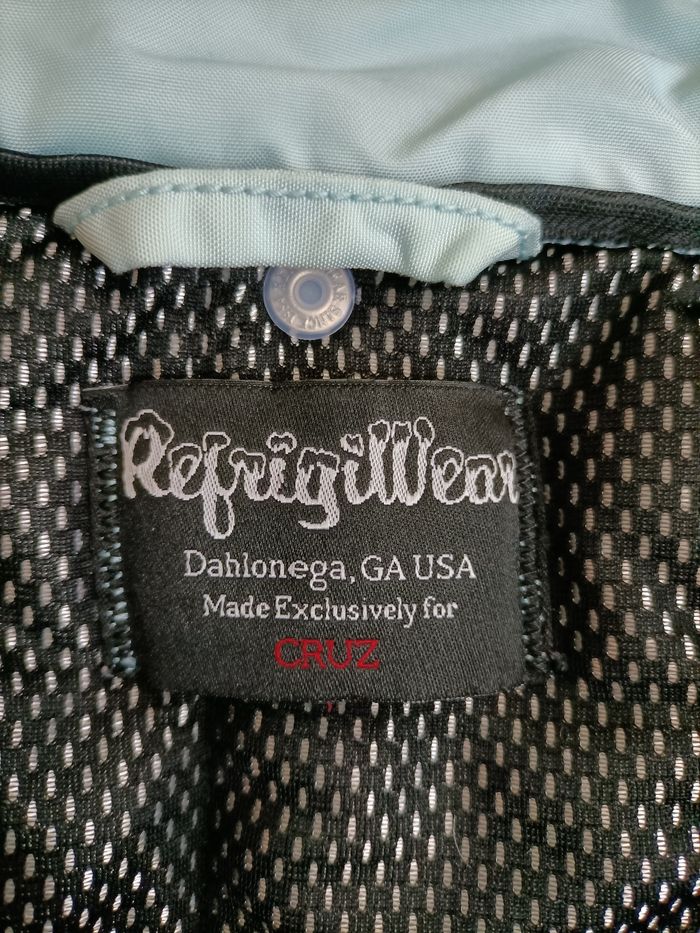 RefrigiWear
Dahlonega, GA USA
Made Exclusively for
CRUZ